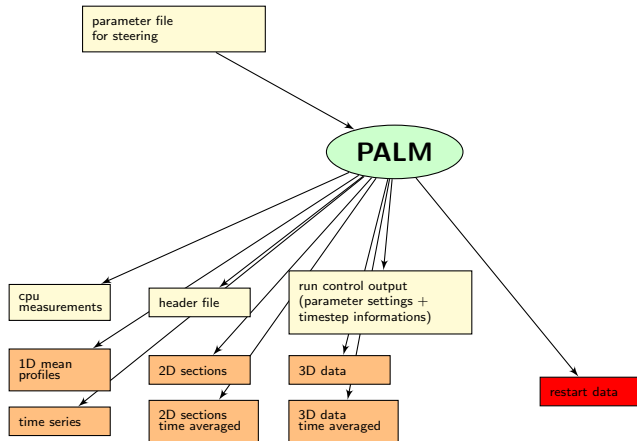 parameter file
for steering
PALM
cpu
measurements
header file
run control output
(parameter settings +
timestep informations)
1D mean
profiles
2D sections
3D data
restart data
time series
2D sections
time averaged
3D data
time averaged